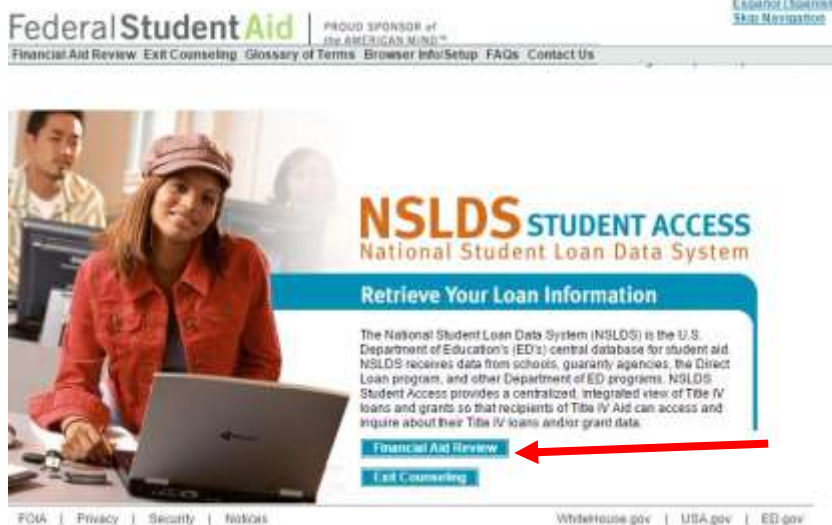 Español | Spanish
Skip Navigation
Federal Student Aid
PROUD SPONSOR of
the AMERICAN MIND™
Financial Aid Review Exit Counseling Glossary of Terms Browser Info/Setup FAQs Contact Us
NSLDS STUDENT ACCESS
National Student Loan Data System
Retrieve Your Loan Information
The National Student Loan Data System (NSLDS) is the U.S.
Department of Education's (ED's) central database for student aid.
NSLDS receives data from schools, guaranty agencies, the Direct
Loan program, and other Department of ED programs. NSLDS
Student Access provides a centralized, integrated view of Title IV
loans and grants so that recipients of Title IV Aid can access and
inquire about their Title IV loans and/or grant data.
Financial Aid Review
Exit Counseling
FOIA | Privacy | Security | Notices
WhiteHouse.gov | USA.gov | ED.gov